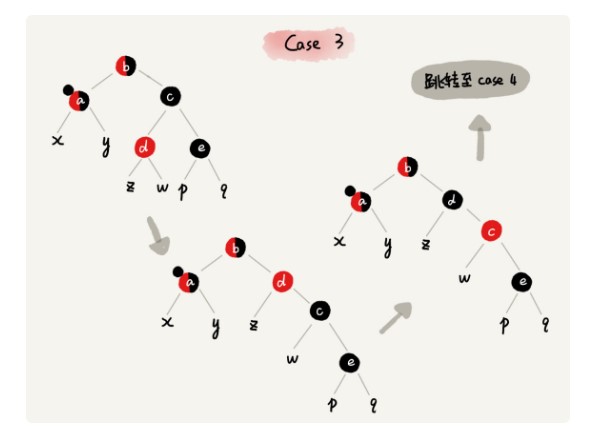 Case 3
b
a c
x y d e
z w p q
跳转至 case 4
b
a d
x y z c
w e
p q
b
a d
x y z c
w e
p q